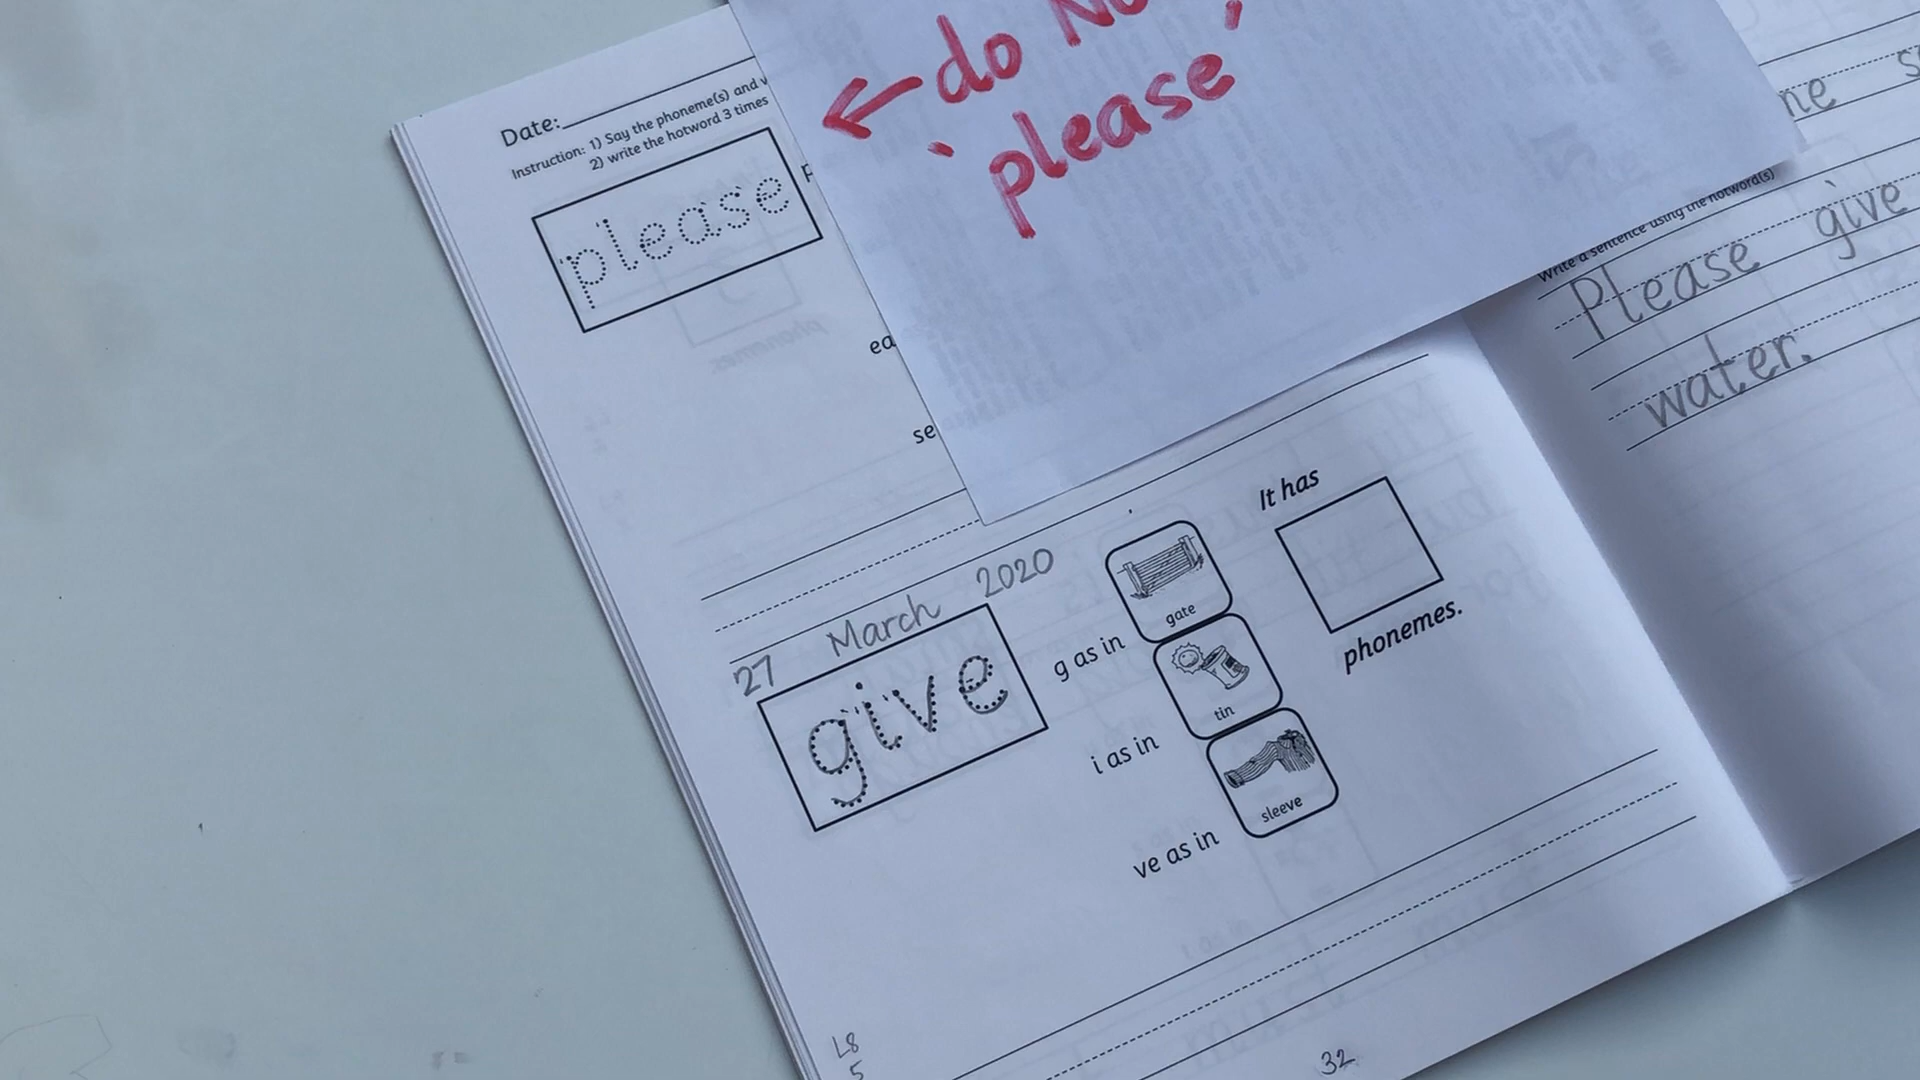 ← do
'please'
Date:
Instruction: 1) Say the phoneme(s) and
2) write the hotword 3 times
please
ea
se
27 March 2020
give
g as in
gate
i as in
tin
ve as in
sleeve
It has
phonemes.
L8
5
32
Write a sentence using the hotword(s)
Please give
water.